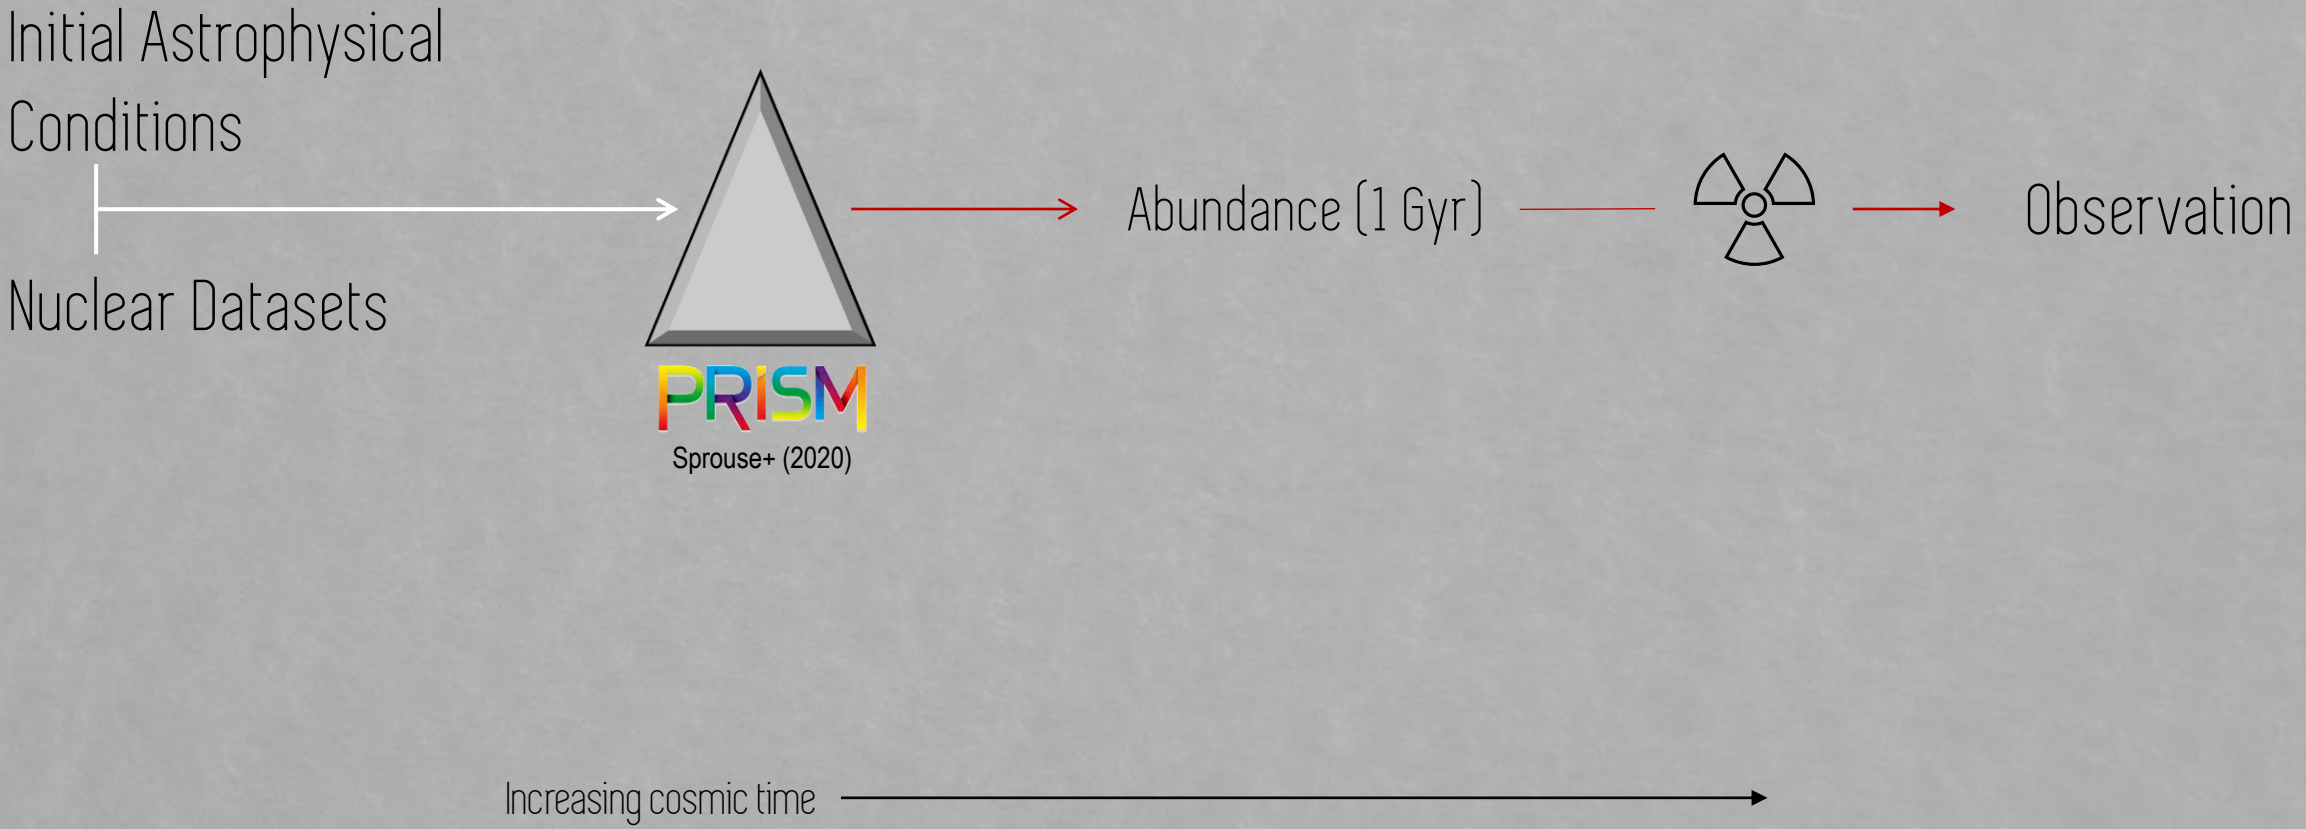 Initial Astrophysical
Conditions
Nuclear Datasets
PRiSM
Sprouse+ (2020)
Abundance (1 Gyr)
Observation
Increasing cosmic time